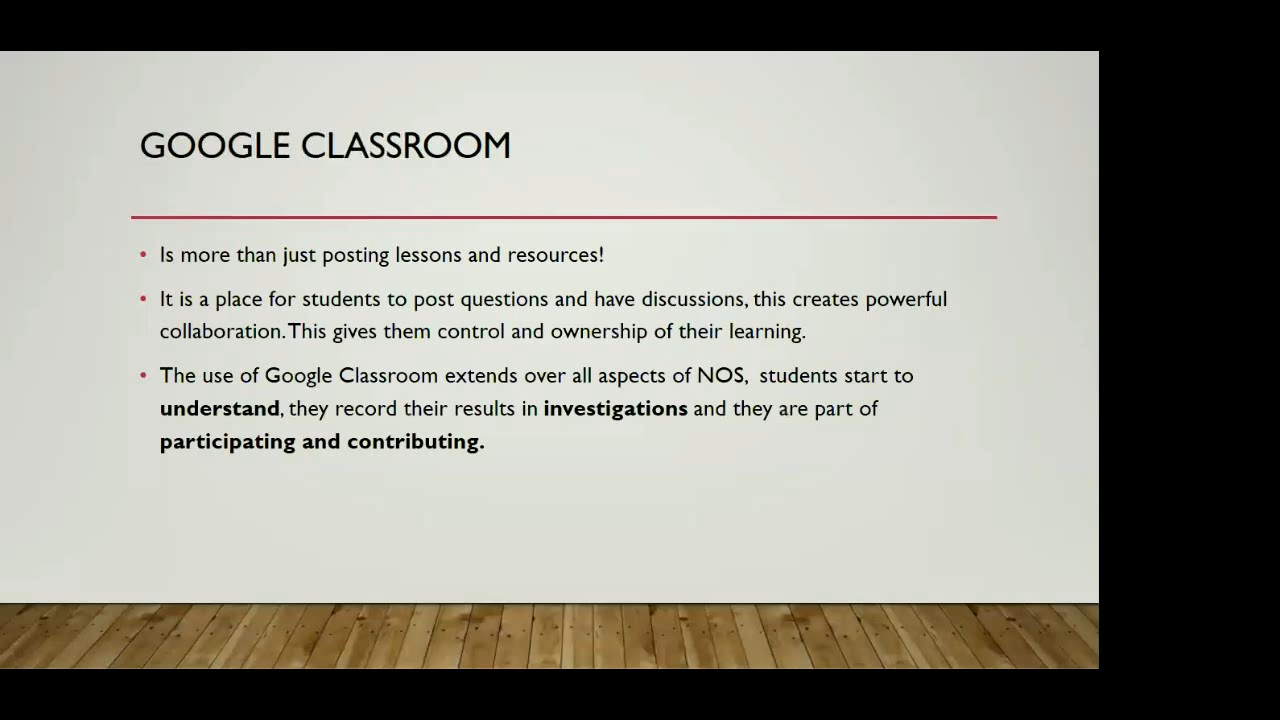 GOOGLE CLASSROOM
• Is more than just posting lessons and resources!
• It is a place for students to post questions and have discussions, this creates powerful
collaboration. This gives them control and ownership of their learning.
• The use of Google Classroom extends over all aspects of NOS, students start to
understand, they record their results in investigations and they are part of
participating and contributing.